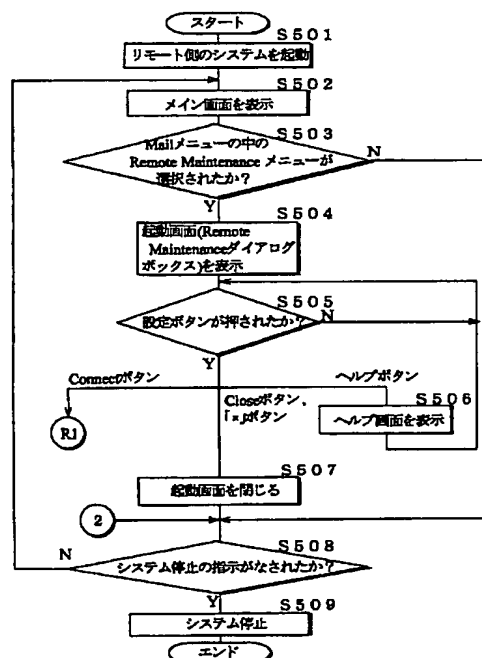 スタート
S501
リモート側のシステムを起動
S502
メイン画面を表示
S503
Mailメニューの中の
Remote Maintenance メニューが
選択されたか?
N
Y
S504
起動画面(Remote
Maintenanceダイアログ
ボックス)を表示
S505
設定ボタンが押されたか?
N
Y
Connectボタン
ヘルプボタン
Closeボタン、
「×」ボタン
S506
R1
ヘルプ画面を表示
S507
起動画面を閉じる
2
S508
N
システム停止の指示がなされたか?
Y
S509
システム停止
エンド